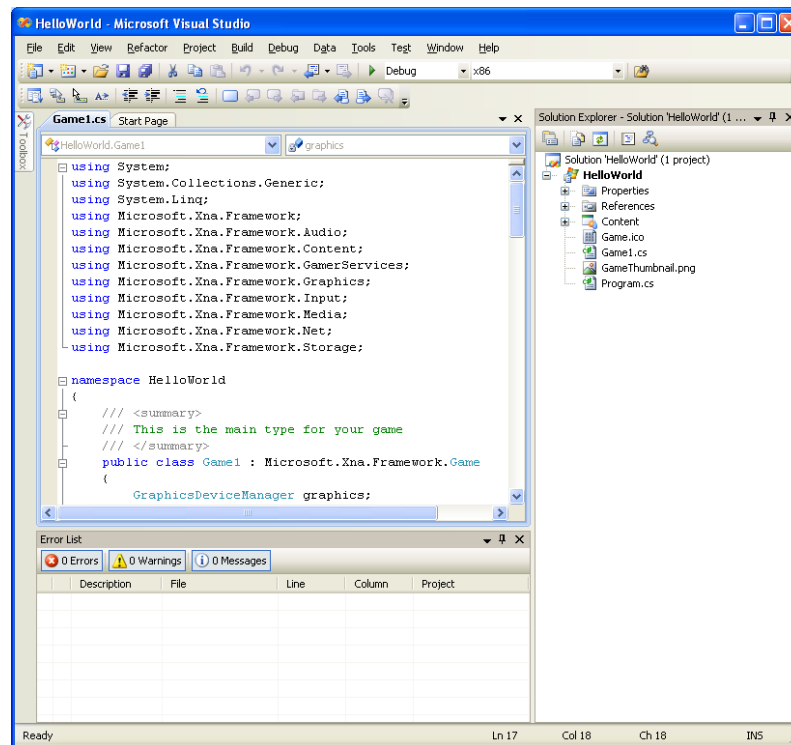 HelloWorld - Microsoft Visual Studio
File Edit View Refactor Project Build Debug Data Tools Test Window Help
Debug x86
Toolbox
Game1.cs Start Page
HelloWorld.Game1 graphics
using System;
using System.Collections.Generic;
using System.Linq;
using Microsoft.Xna.Framework;
using Microsoft.Xna.Framework.Audio;
using Microsoft.Xna.Framework.Content;
using Microsoft.Xna.Framework.GamerServices;
using Microsoft.Xna.Framework.Graphics;
using Microsoft.Xna.Framework.Input;
using Microsoft.Xna.Framework.Media;
using Microsoft.Xna.Framework.Net;
using Microsoft.Xna.Framework.Storage;
namespace HelloWorld
{
/// <summary>
/// This is the main type for your game
/// </summary>
public class Game1 : Microsoft.Xna.Framework.Game
{
GraphicsDeviceManager graphics;
Solution Explorer - Solution 'HelloWorld' (1 ...
Solution 'HelloWorld' (1 project)
HelloWorld
Properties
References
Content
Game.ico
Game1.cs
GameThumbnail.png
Program.cs
Error List
0 Errors 0 Warnings 0 Messages
Description File Line Column Project
Ready Ln 17 Col 18 Ch 18 INS